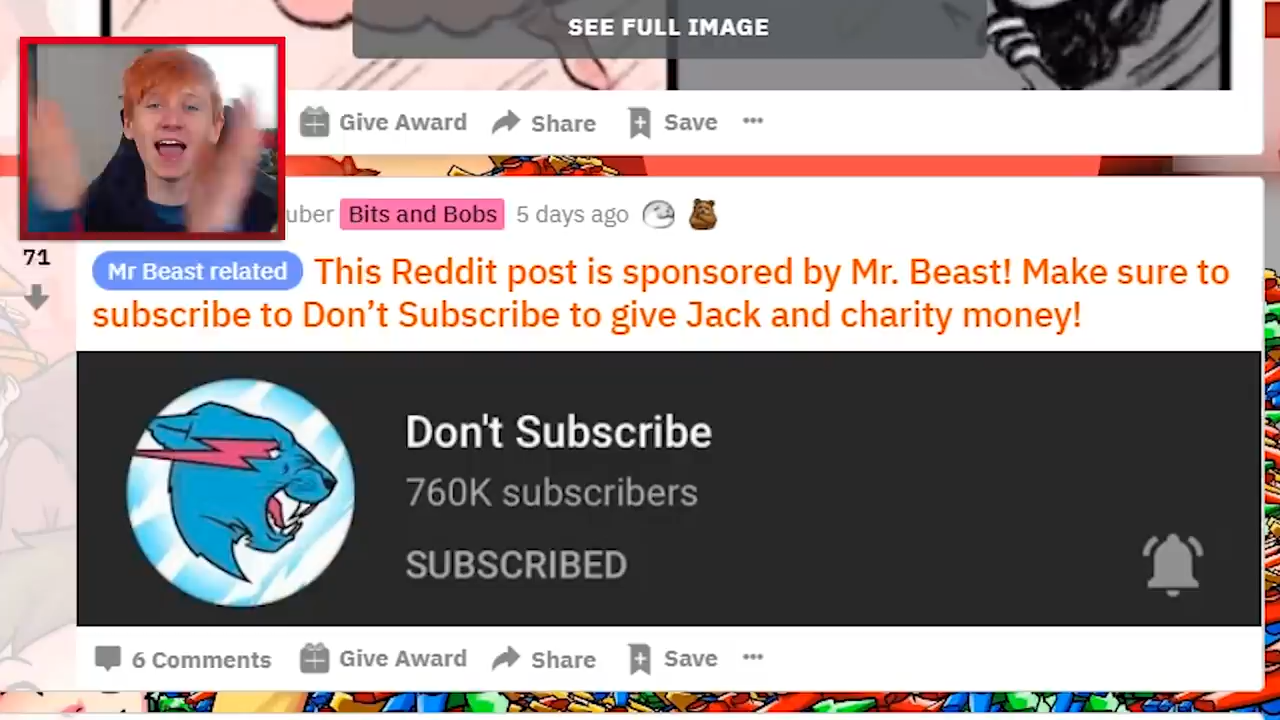 SEE FULL IMAGE
Give Award Share Save
uber Bits and Bobs 5 days ago
71
Mr Beast related This Reddit post is sponsored by Mr. Beast! Make sure to
subscribe to Don’t Subscribe to give Jack and charity money!
Don't Subscribe
760K subscribers
SUBSCRIBED
6 Comments Give Award Share Save